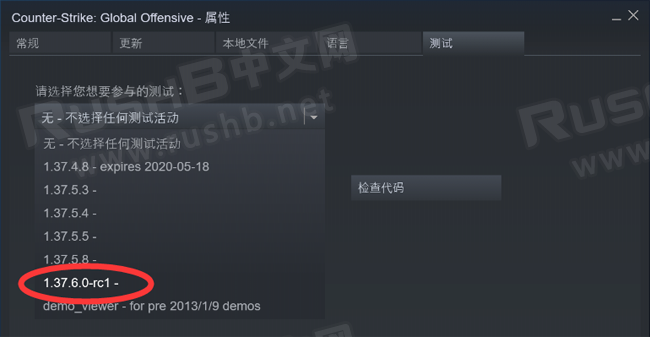 Counter-Strike: Global Offensive - 属性
常规 更新 本地文件 语言 测试
请选择您想要参与的测试：
无 - 不选择任何测试活动
无 - 不选择任何测试活动
1.37.4.8 - expires 2020-05-18
1.37.5.3 -
1.37.5.4 -
检查代码
1.37.5.5 -
1.37.5.8 -
1.37.6.0-rc1 -
demo_viewer - for pre 2013/1/9 demos
RushB中文网
www.rushb.net
RushB
www